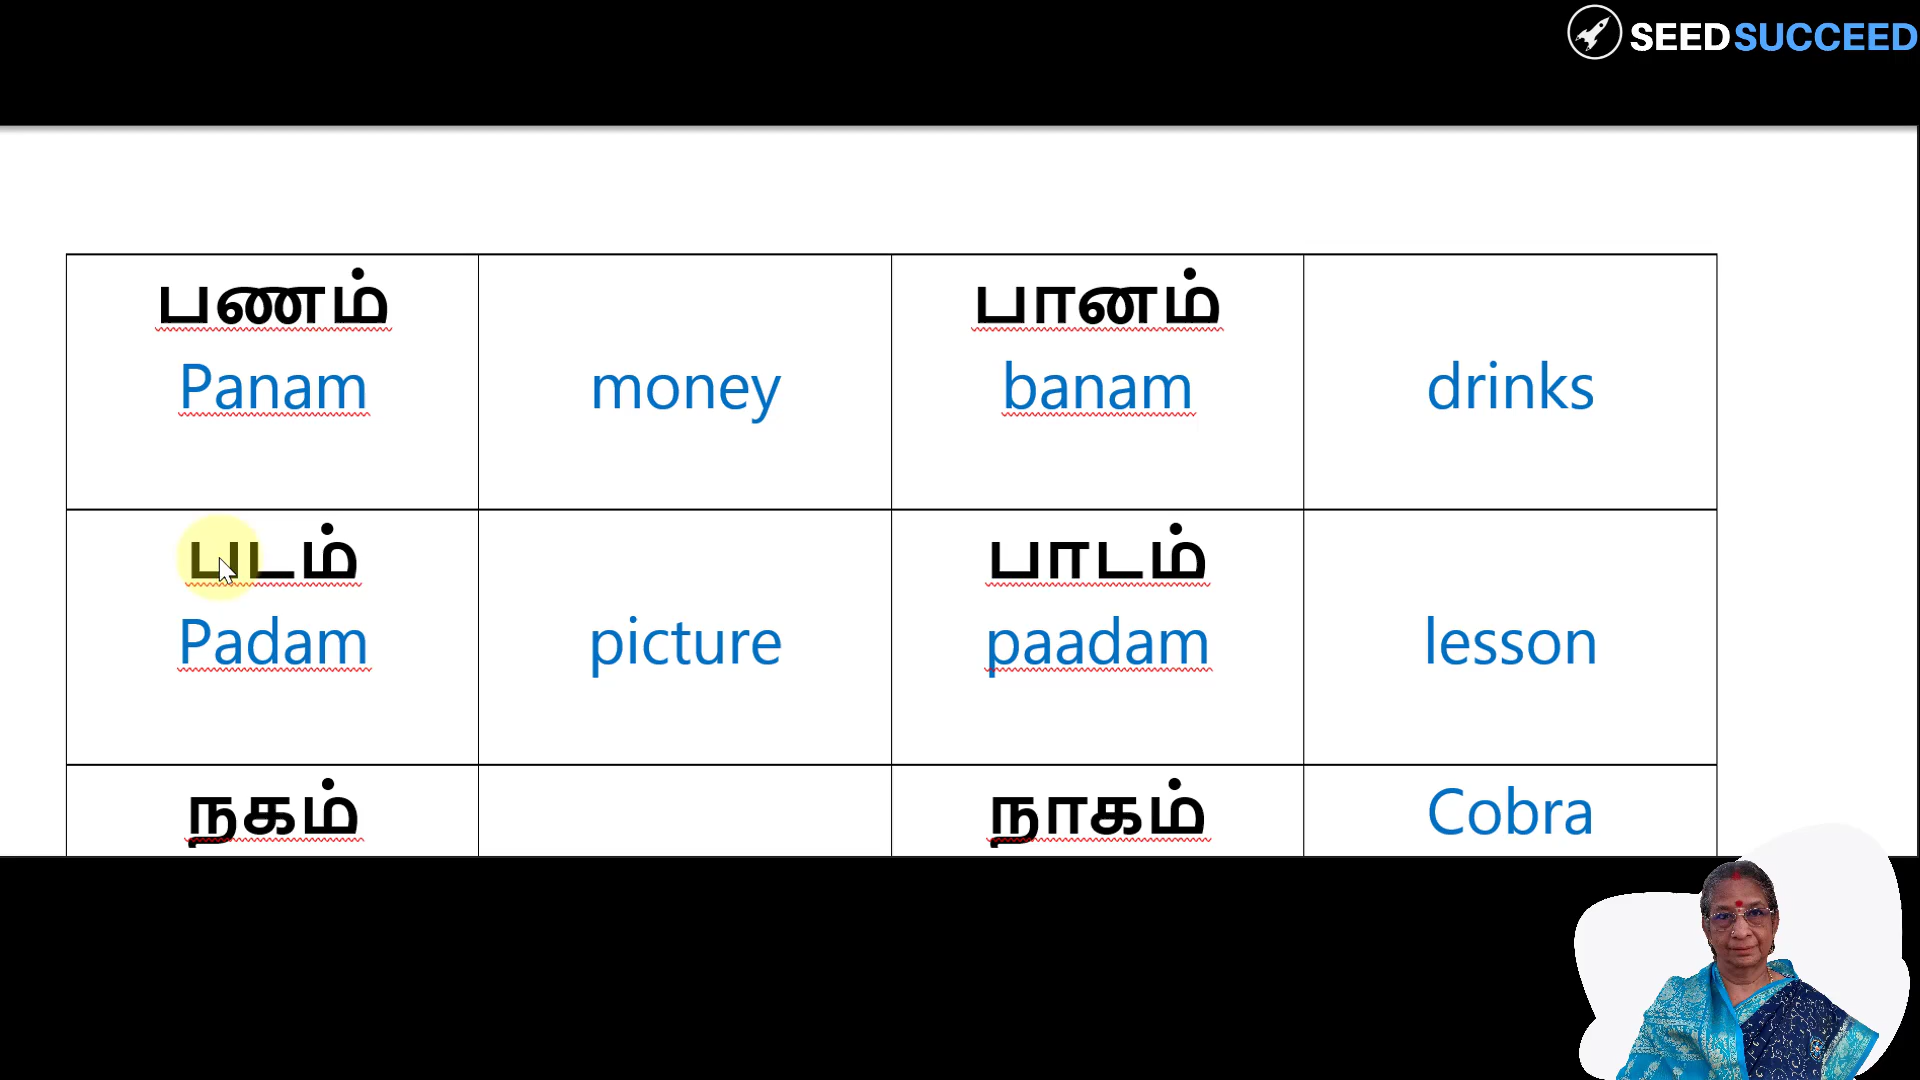 SEEDSUCCEED
பணம்
Panam
money
பானம்
banam
drinks
படம்
Padam
picture
பாடம்
paadam
lesson
நகம்
நாகம்
Cobra